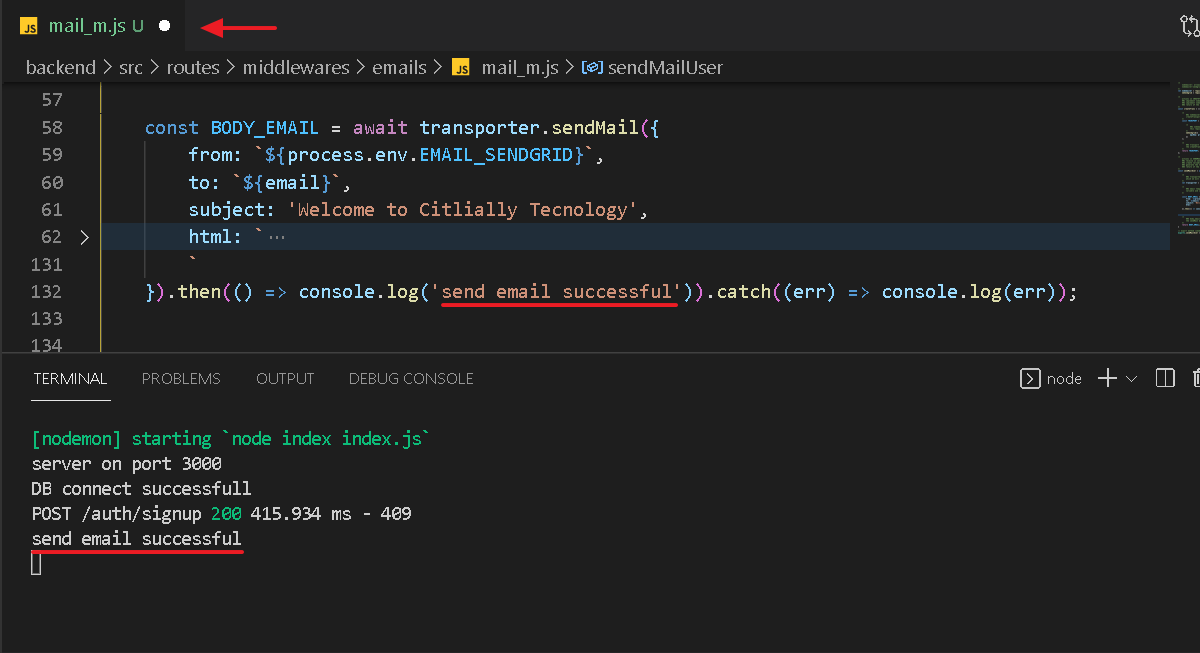 JS mail_m.js U
backend > src > routes > middlewares > emails > JS mail_m.js > sendMailUser
57
58 const BODY_EMAIL = await transporter.sendMail({
59 from: `${process.env.EMAIL_SENDGRID}`,
60 to: `${email}`,
61 subject: 'Welcome to Citlially Tecnology',
62 > html: ` ...
131 `
132 }).then(() => console.log('send email successful')).catch((err) => console.log(err));
133
134
TERMINAL PROBLEMS OUTPUT DEBUG CONSOLE node
[nodemon] starting `node index index.js`
server on port 3000
DB connect successfull
POST /auth/signup 200 415.934 ms - 409
send email successful